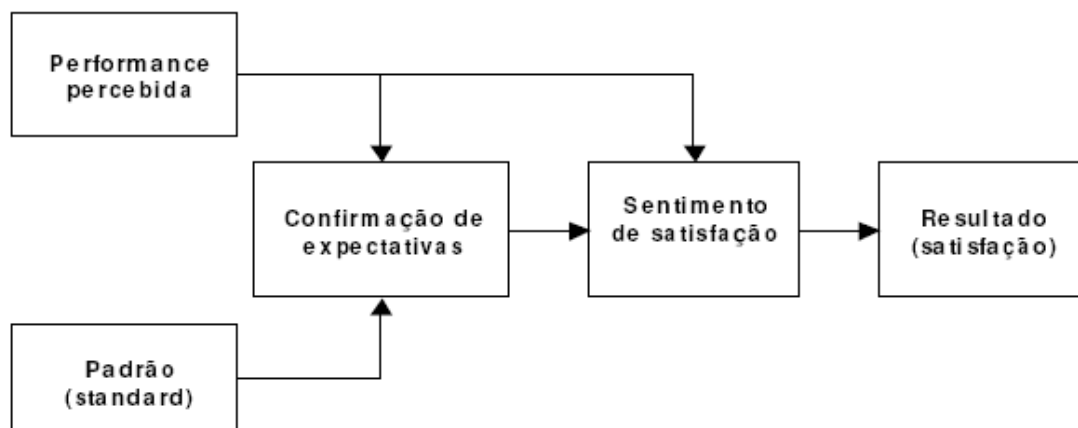 Performance
percebida
Confirmação de
expectativas
Sentimento
de satisfação
Resultado
(satisfação)
Padrão
(standard)